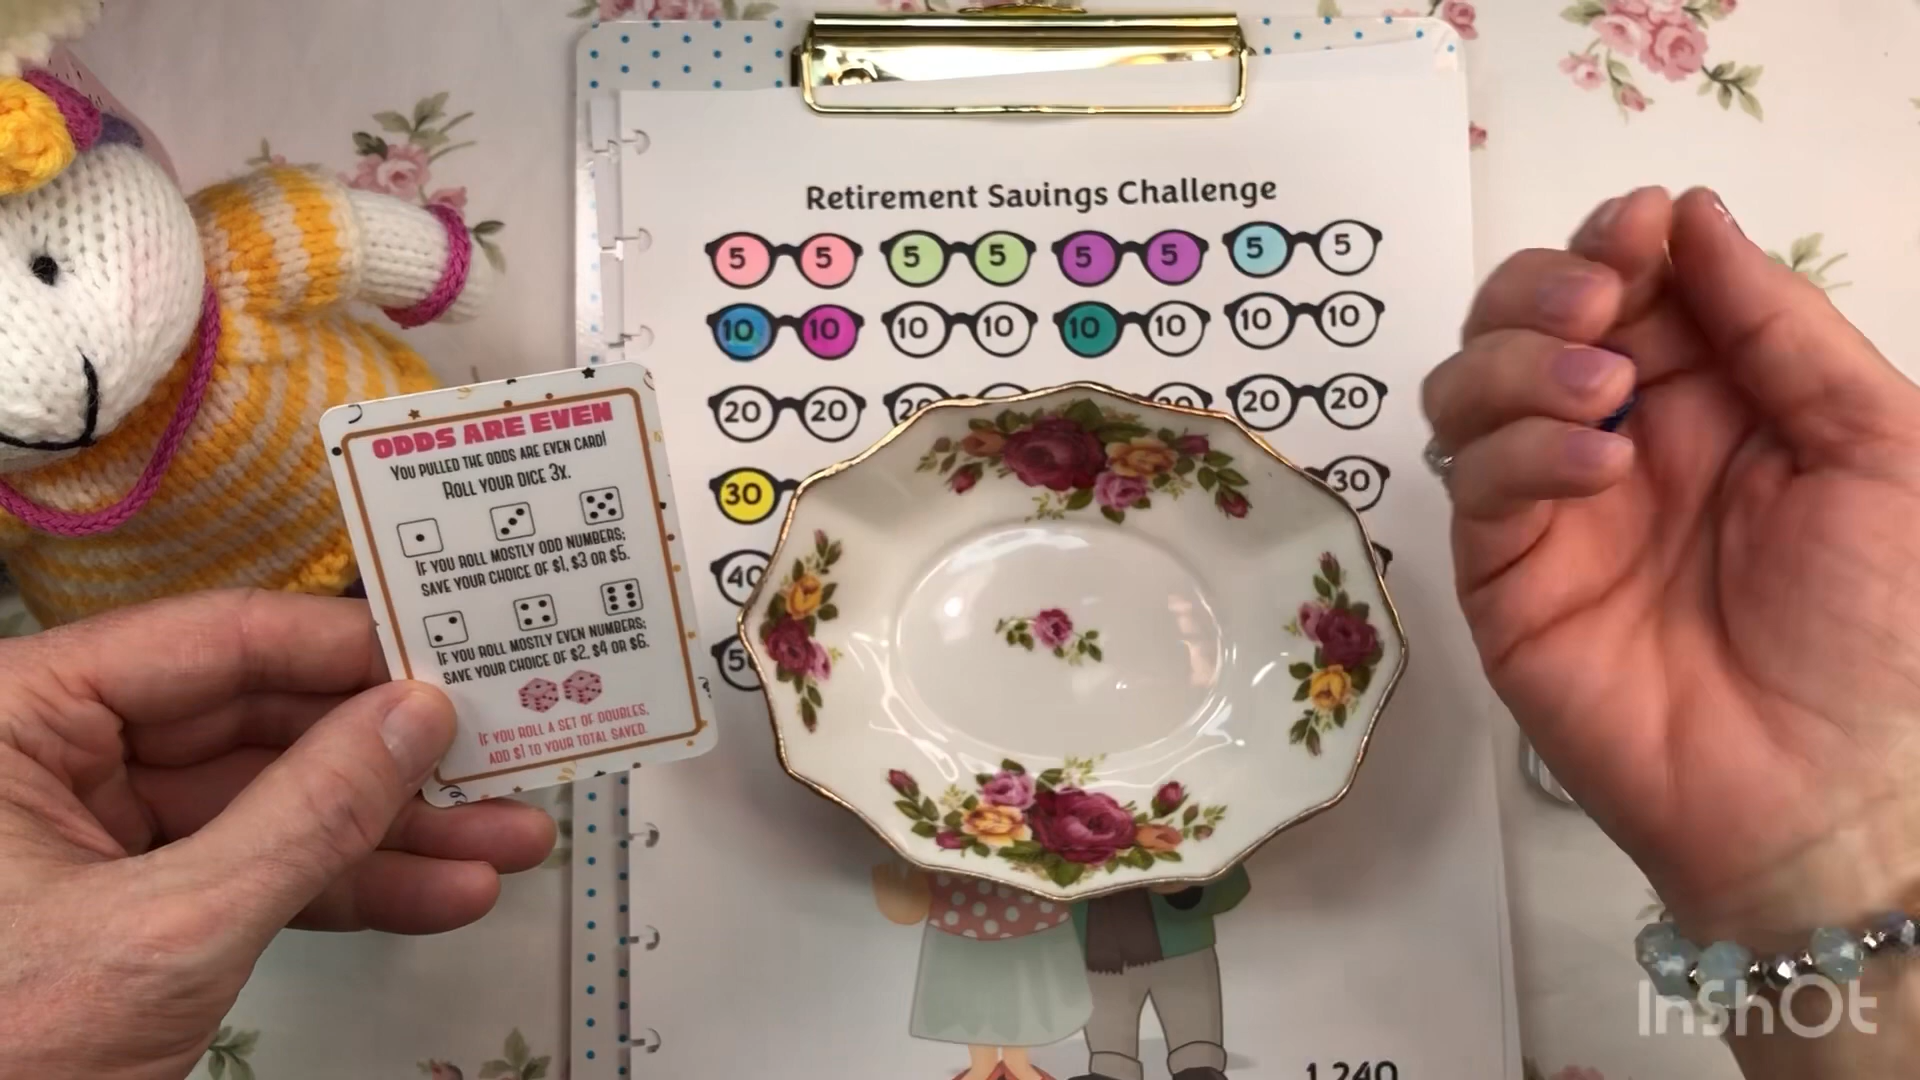 Retirement Savings Challenge
5 5 5 5 5 5 5 5
10 10 10 10 10 10 10 10
20 20 20 20 20
30 30
40
ODDS ARE EVEN
YOU PULLED THE ODDS ARE EVEN CARD!
ROLL YOUR DICE 3X.
IF YOU ROLL MOSTLY ODD NUMBERS;
SAVE YOUR CHOICE OF $1, $3 OR $5.
IF YOU ROLL MOSTLY EVEN NUMBERS;
SAVE YOUR CHOICE OF $2, $4 OR $6.
IF YOU ROLL A SET OF DOUBLES,
ADD $1 TO YOUR TOTAL SAVED.
1,240
InShOt